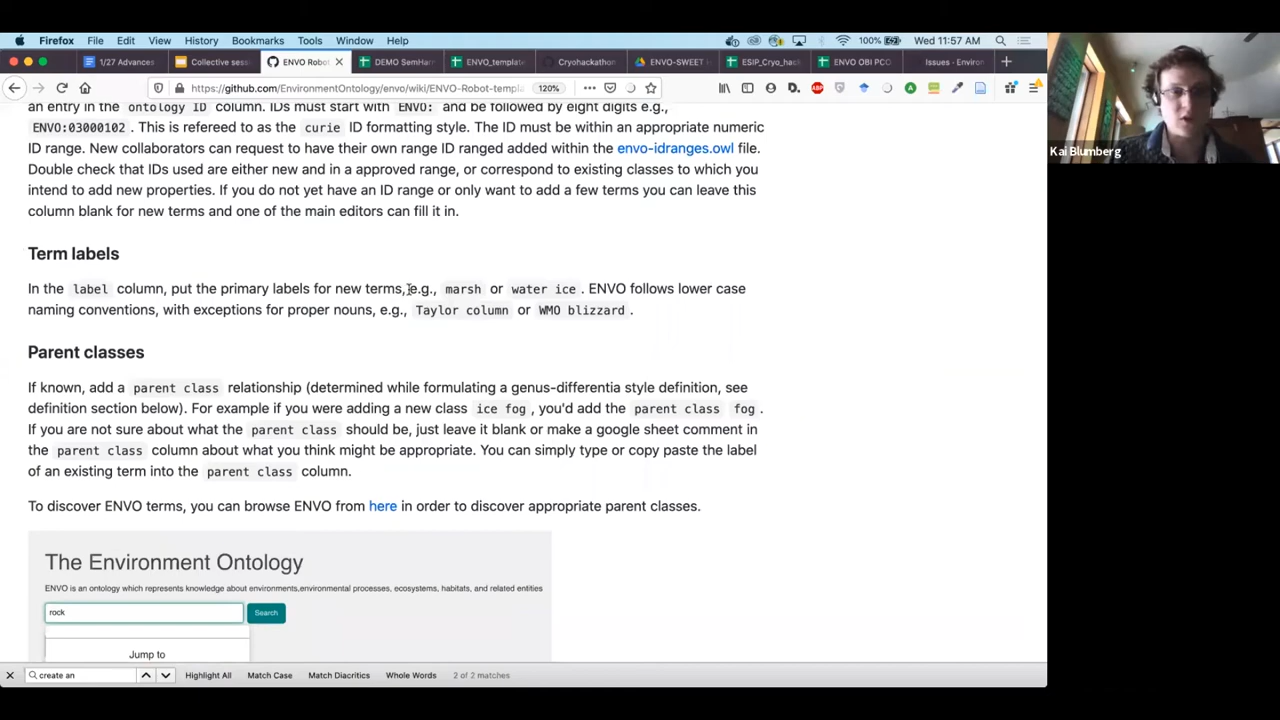 Firefox File Edit View History Bookmarks Tools Window Help 100% Wed 11:57 AM
1/27 Advances Collective sessi ENVO Robot DEMO SemHar ENVO_template Cryohackathon ENVO-SWEET ESIP_Cryo_hac ENVO OBI PCO Issues · Environ
https://github.com/EnvironmentOntology/envo/wiki/ENVO-Robot-templ 120%
an entry in the ontology ID column. IDs must start with ENVO: and be followed by eight digits e.g.,
ENVO:03000102 . This is refereed to as the curie ID formatting style. The ID must be within an appropriate numeric
ID range. New collaborators can request to have their own range ID ranged added within the envo-idranges.owl file.
Double check that IDs used are either new and in a approved range, or correspond to existing classes to which you
intend to add new properties. If you do not yet have an ID range or only want to add a few terms you can leave this
column blank for new terms and one of the main editors can fill it in.
Term labels
In the label column, put the primary labels for new terms, e.g., marsh or water ice . ENVO follows lower case
naming conventions, with exceptions for proper nouns, e.g., Taylor column or WMO blizzard .
Parent classes
If known, add a parent class relationship (determined while formulating a genus-differentia style definition, see
definition section below). For example if you were adding a new class ice fog , you'd add the parent class fog .
If you are not sure about what the parent class should be, just leave it blank or make a google sheet comment in
the parent class column about what you think might be appropriate. You can simply type or copy paste the label
of an existing term into the parent class column.
To discover ENVO terms, you can browse ENVO from here in order to discover appropriate parent classes.
The Environment Ontology
ENVO is an ontology which represents knowledge about environments,environmental processes, ecosystems, habitats, and related entities
rock Search
Jump to
create an Highlight All Match Case Match Diacritics Whole Words 2 of 2 matches
Kai Blumberg